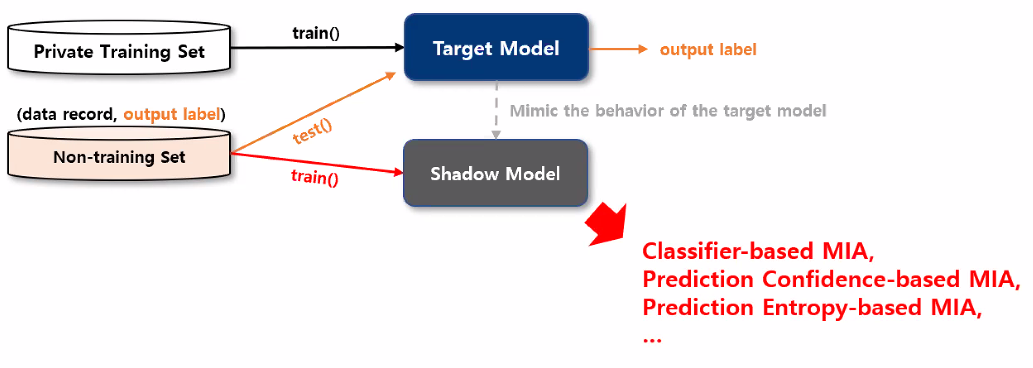 train()
Private Training Set
Target Model
output label
(data record, output label)
Mimic the behavior of the target model
test()
Non-training Set
train()
Shadow Model
Classifier-based MIA,
Prediction Confidence-based MIA,
Prediction Entropy-based MIA,
...